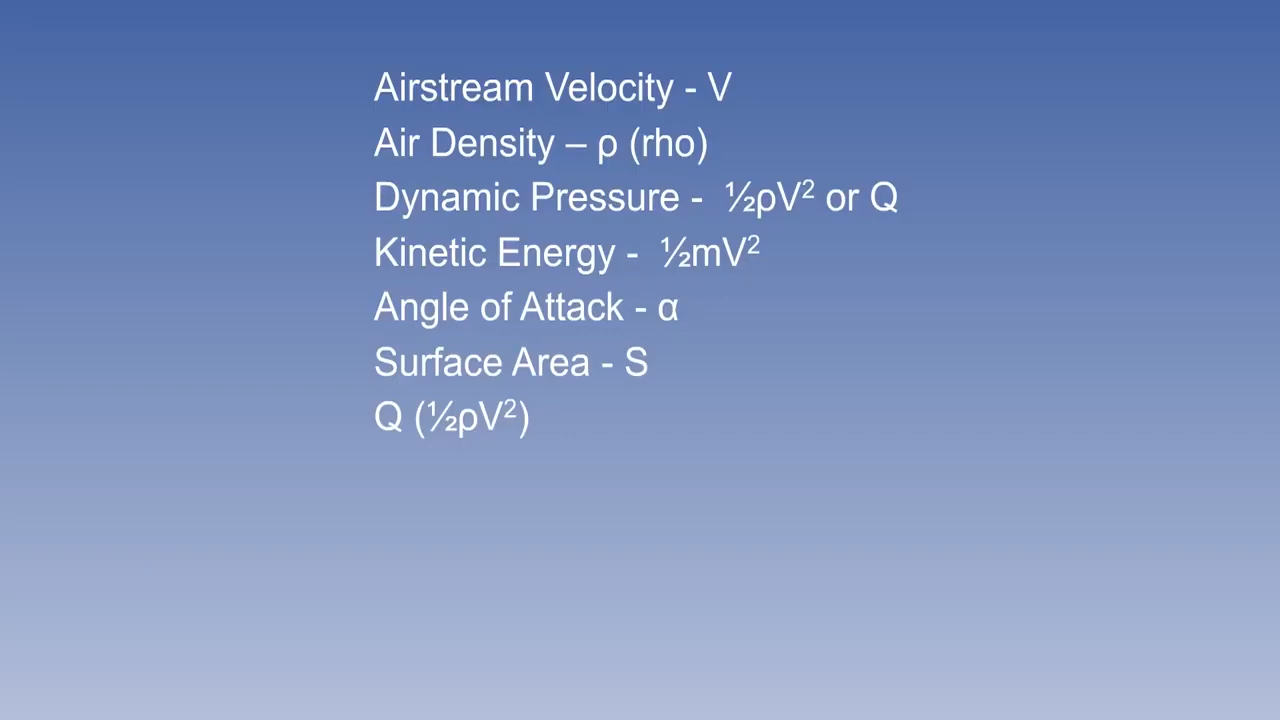 Airstream Velocity - V
Air Density – ρ (rho)
Dynamic Pressure -  ½ρV² or Q
Kinetic Energy -  ½mV²
Angle of Attack - α
Surface Area - S
Q (½ρV²)